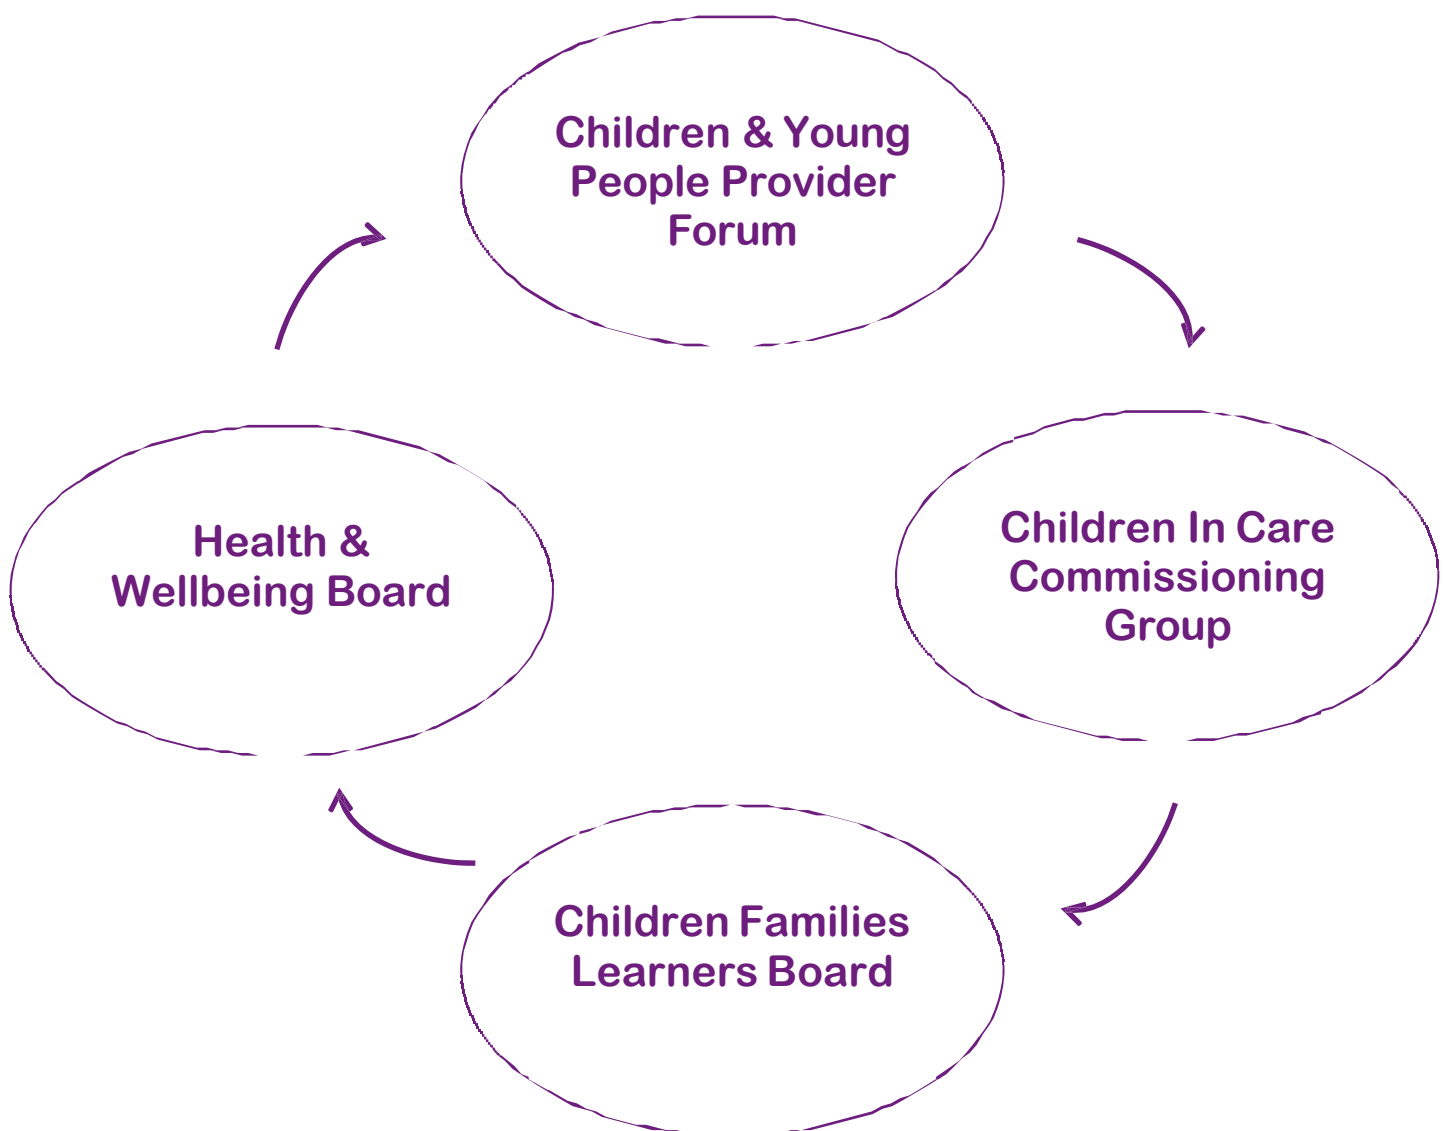 Children & Young
People Provider
Forum
Health &
Wellbeing Board
Children In Care
Commissioning
Group
Children Families
Learners Board